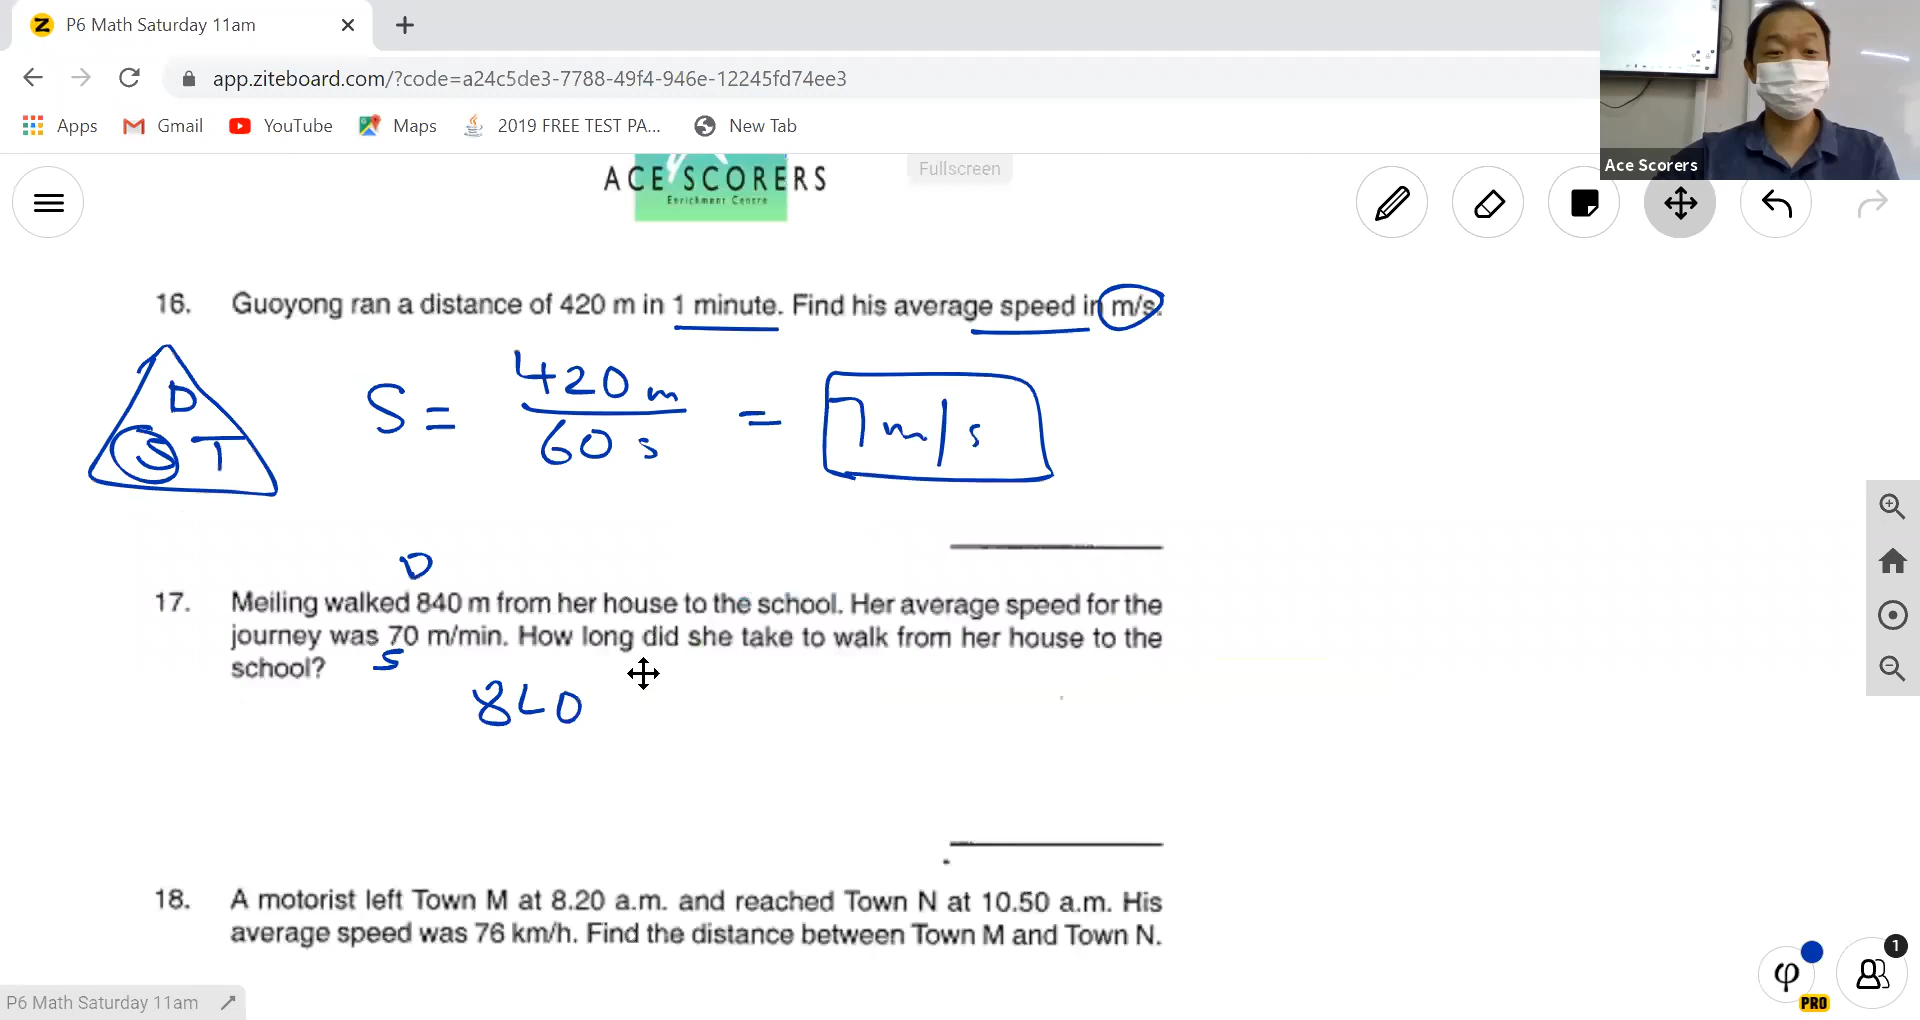 P6 Math Saturday 11am
app.ziteboard.com/?code=a24c5de3-7788-49f4-946e-12245fd74ee3
Apps Gmail YouTube Maps 2019 FREE TEST PA... New Tab
Ace Scorers
Fullscreen
ACE SCORERS
Enrichment Centre
16. Guoyong ran a distance of 420 m in 1 minute. Find his average speed in m/s.
D
S T
S = 420 m / 60 s = 7 m/s
D
17. Meiling walked 840 m from her house to the school. Her average speed for the
journey was 70 m/min. How long did she take to walk from her house to the
school?
S
840
18. A motorist left Town M at 8.20 a.m. and reached Town N at 10.50 a.m. His
average speed was 76 km/h. Find the distance between Town M and Town N.
P6 Math Saturday 11am
φ
PRO
1